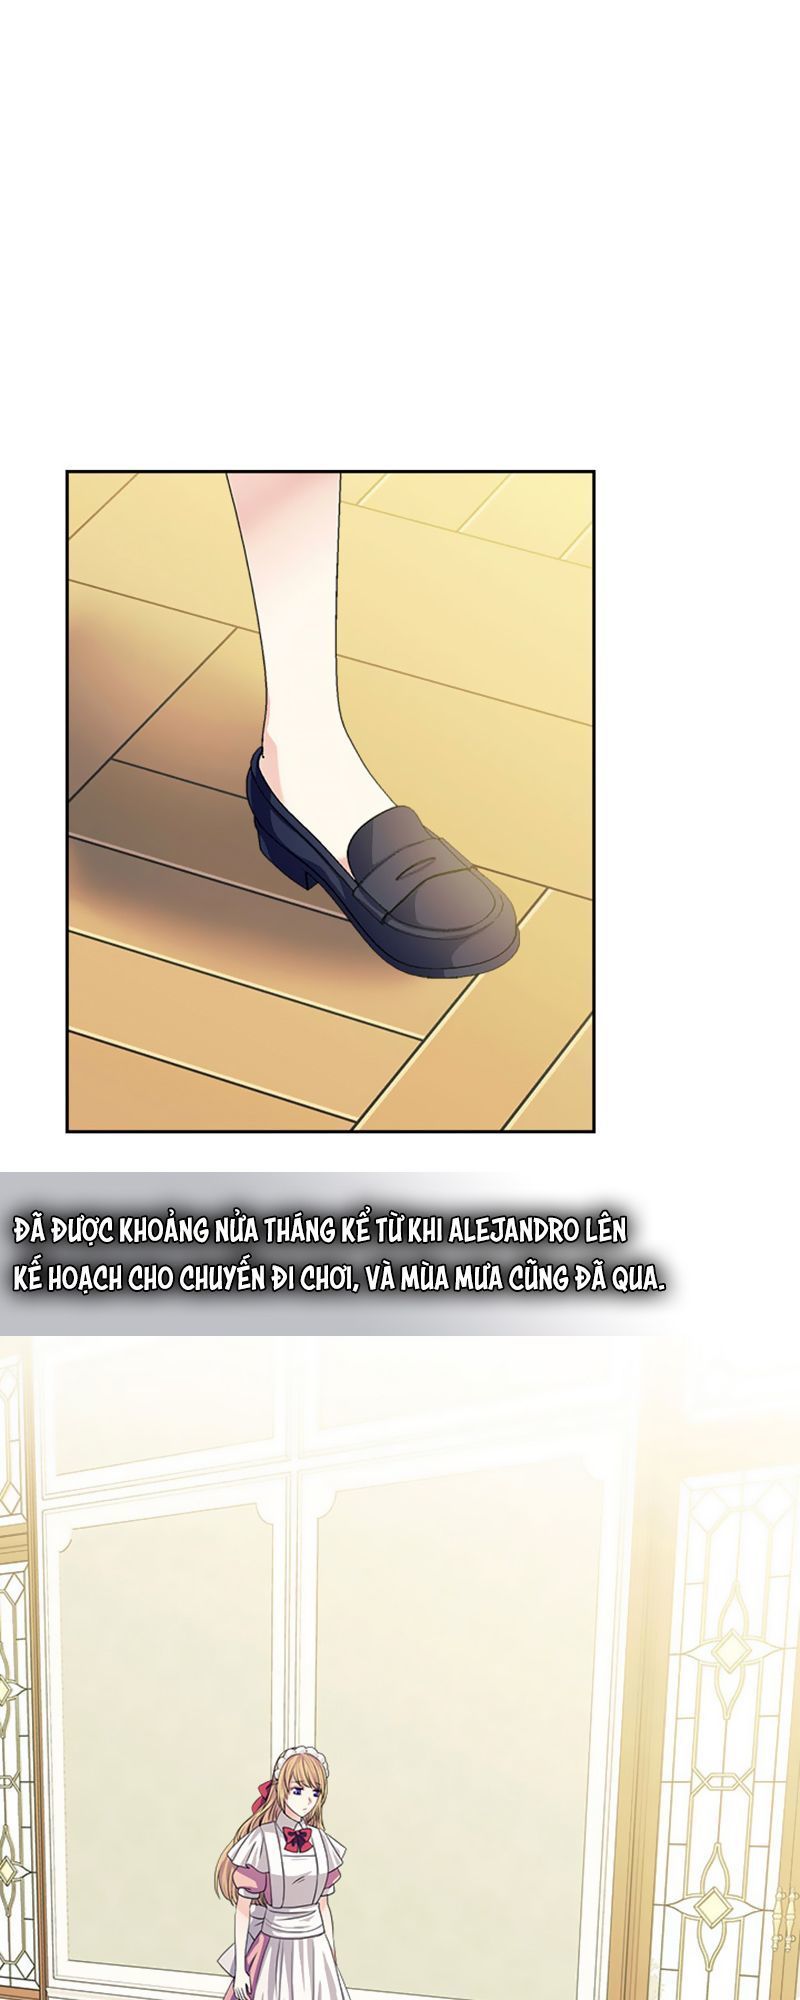 ĐÃ ĐƯỢC KHOẢNG NỬA THÁNG KỂ TỪ KHI ALEJANDRO LÊN
KẾ HOẠCH CHO CHUYẾN ĐI CHƠI, VÀ MÙA MƯA CŨNG ĐÃ QUA.